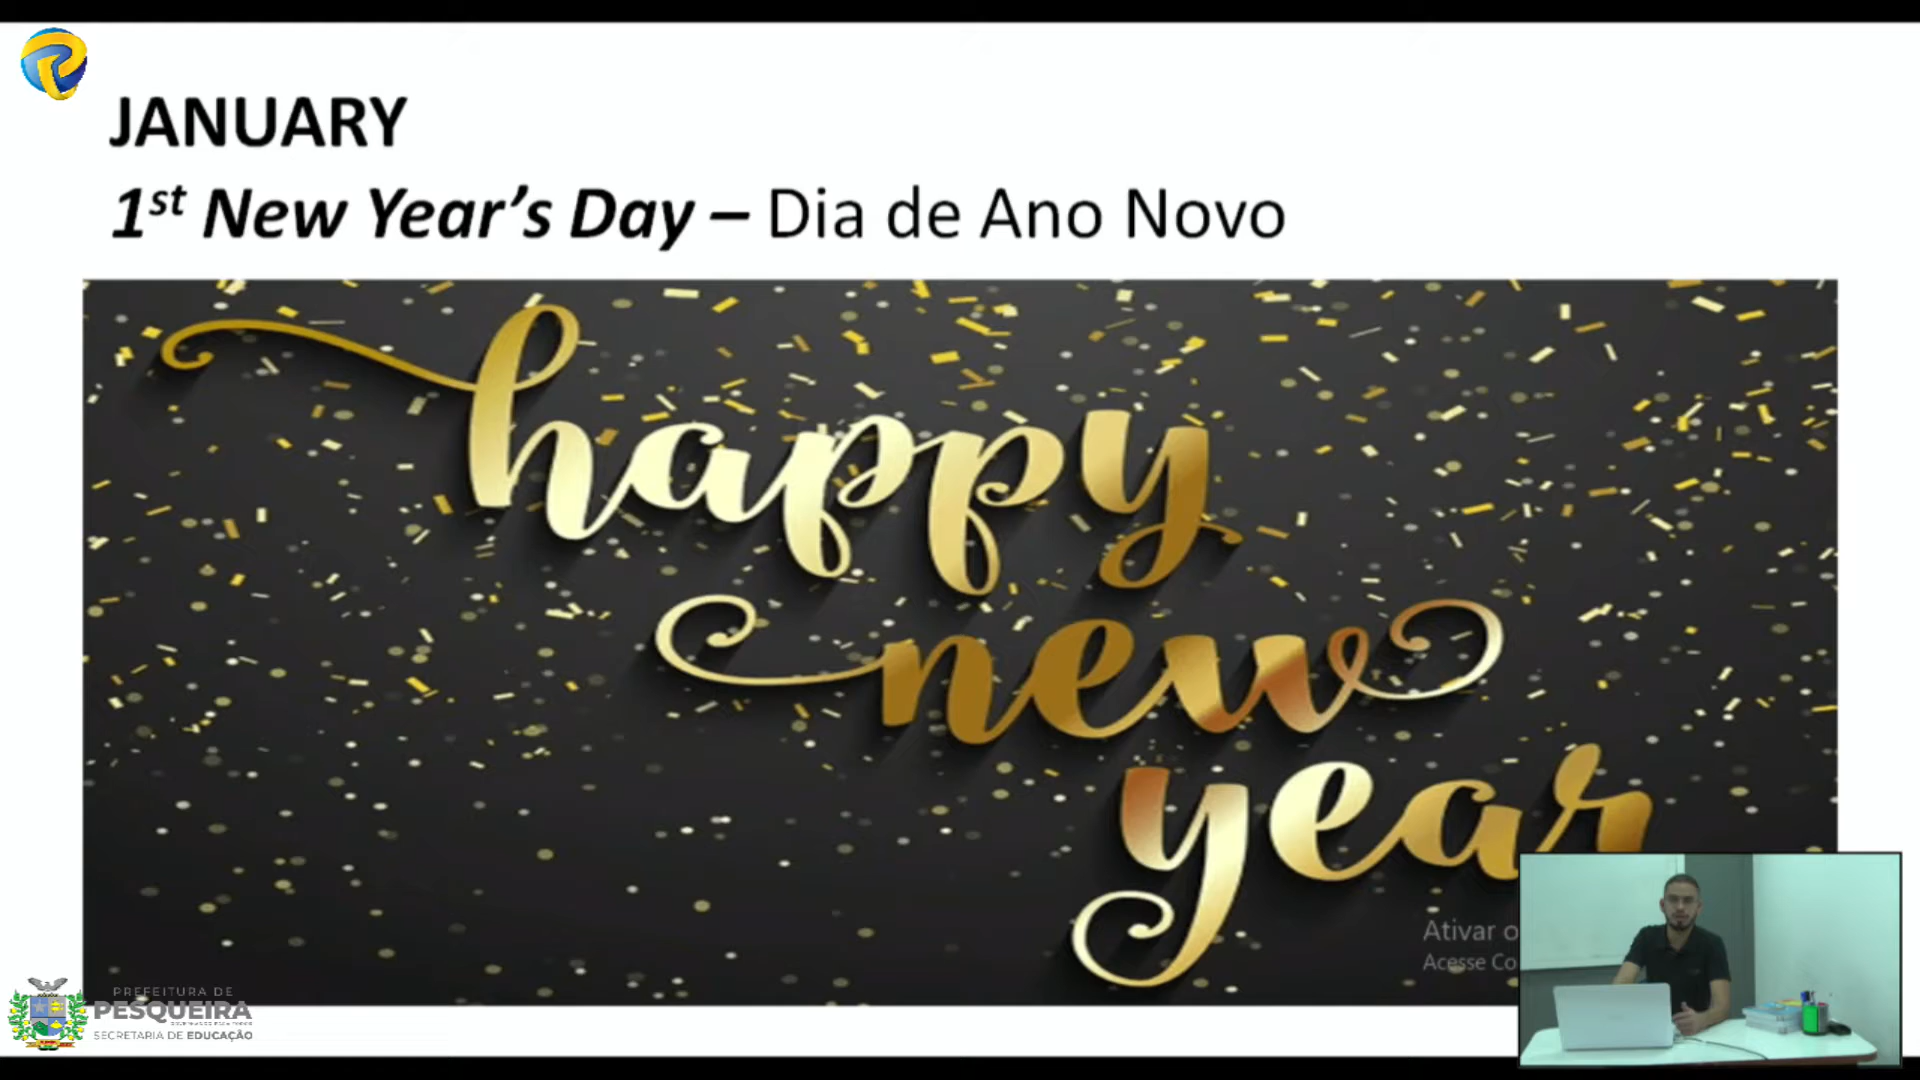 JANUARY
1st New Year's Day – Dia de Ano Novo
happy
new
year
Ativar o
Acesse Co
PREFEITURA DE
PESQUEIRA
SECRETARIA DE EDUCAÇÃO